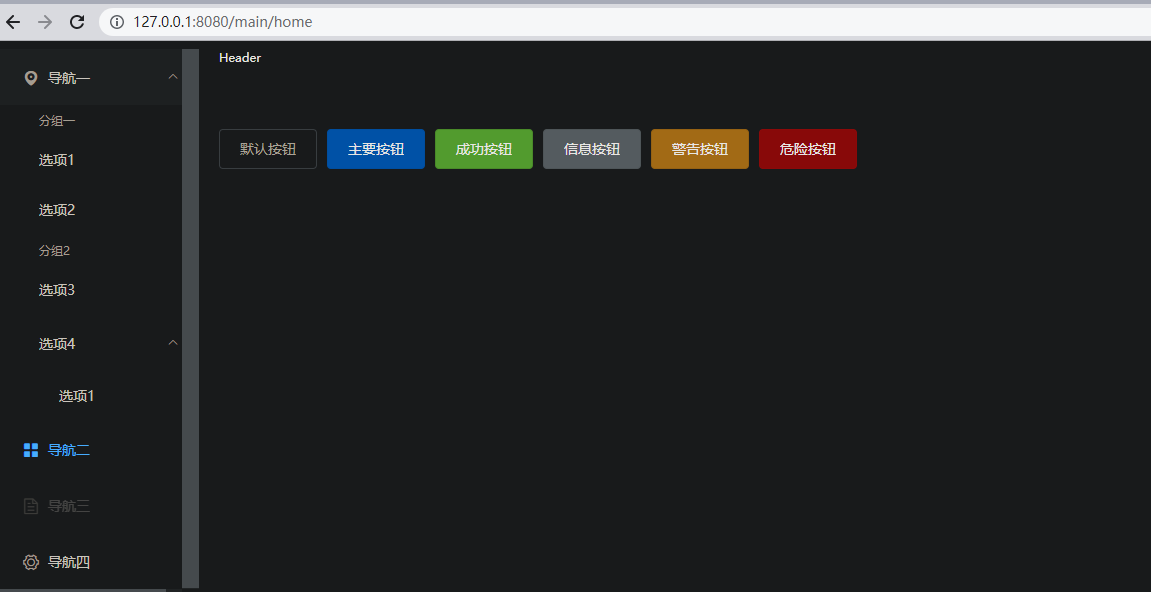 127.0.0.1:8080/main/home
Header
导航一
分组一
选项1
选项2
分组2
选项3
选项4
选项1
导航二
导航三
导航四
默认按钮 主要按钮 成功按钮 信息按钮 警告按钮 危险按钮